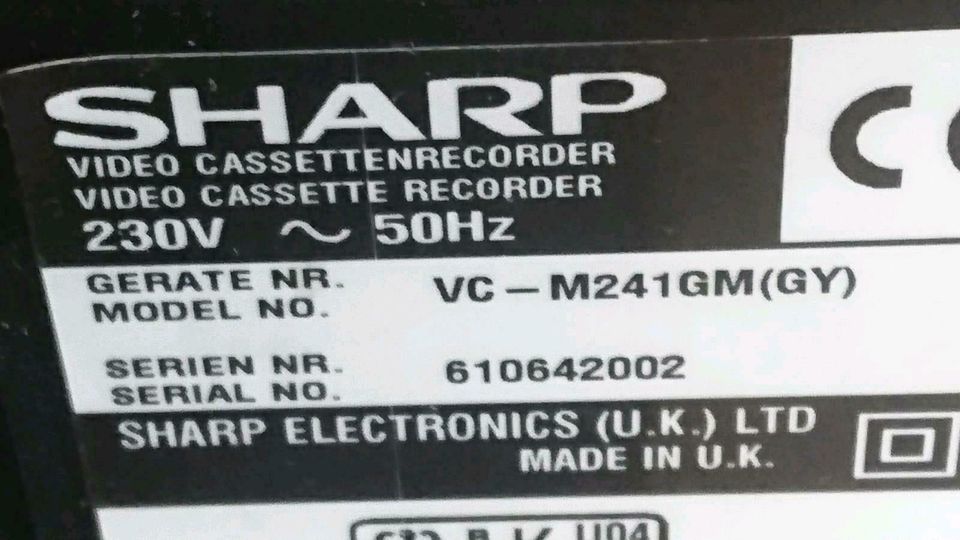 SHARP
VIDEO CASSETTENRECORDER
VIDEO CASSETTE RECORDER
230V ~ 50Hz
GERATE NR.
MODEL NO. VC-M241GM(GY)
SERIEN NR.
SERIAL NO. 610642002
SHARP ELECTRONICS (U.K.) LTD
MADE IN U.K.
U04